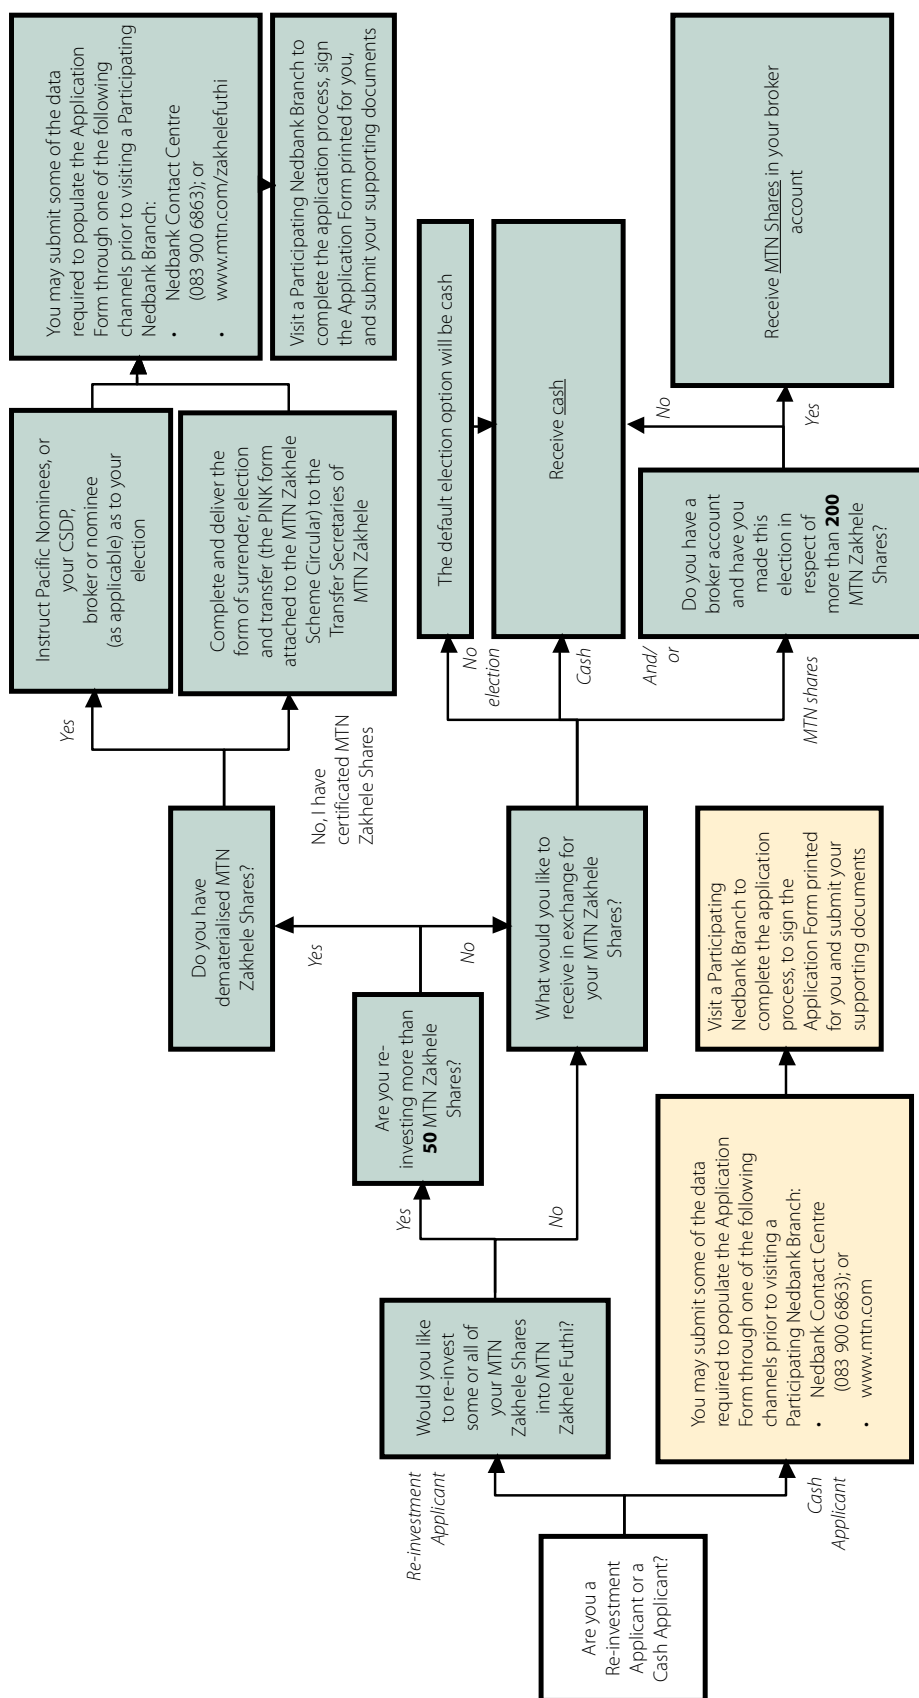 Are you a
Re-investment
Applicant or a
Cash Applicant?
Re-investment
Applicant
Cash
Applicant
Would you like
to re-invest
some or all of
your MTN
Zakhele Shares
into MTN
Zakhele Futhi?
You may submit some of the data
required to populate the Application
Form through one of the following
channels prior to visiting a
Participating Nedbank Branch:
• Nedbank Contact Centre
(083 900 6863); or
• www.mtn.com
Yes
No
Are you re-
investing more than
50 MTN Zakhele
Shares?
Visit a Participating
Nedbank Branch to
complete the application
process, to sign the
Application Form printed
for you and submit your
supporting documents
Yes
No
Do you have
dematerialised MTN
Zakhele Shares?
What would you like to
receive in exchange for
your MTN Zakhele
Shares?
Yes
No, I have
certificated MTN
Zakhele Shares
No
election
Cash
And/
or
MTN shares
Instruct Pacific Nominees, or
your CSDP,
broker or nominee
(as applicable) as to your
election
Complete and deliver the
form of surrender, election
and transfer (the PINK form
attached to the MTN Zakhele
Scheme Circular) to the
Transfer Secretaries of
MTN Zakhele
The default election option will be cash
Receive cash
Do you have a
broker account
and have you
made this
election in
respect of
more than 200
MTN Zakhele
Shares?
No
Yes
You may submit some of the data
required to populate the Application
Form through one of the following
channels prior to visiting a Participating
Nedbank Branch:
• Nedbank Contact Centre
(083 900 6863); or
• www.mtn.com/zakhelefuthi
Visit a Participating Nedbank Branch to
complete the application process, sign
the Application Form printed for you,
and submit your supporting documents
Receive MTN Shares in your broker
account